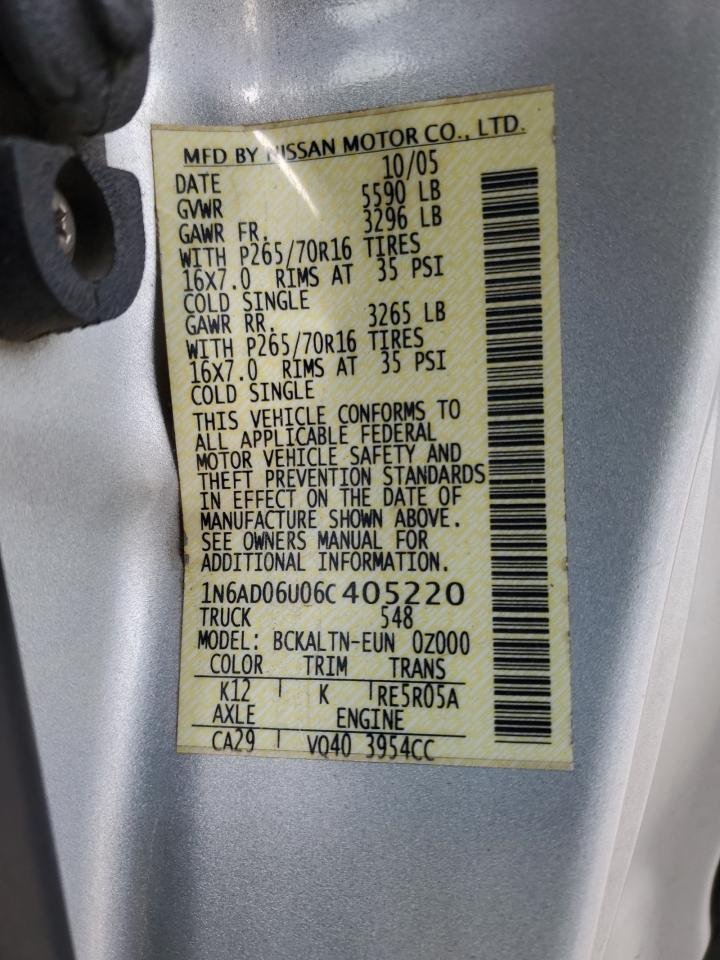 MFD BY NISSAN MOTOR CO., LTD.
DATE 10/05
GVWR 5590 LB
GAWR FR. 3296 LB
WITH P265/70R16 TIRES
16X7.0 RIMS AT 35 PSI
COLD SINGLE
GAWR RR. 3265 LB
WITH P265/70R16 TIRES
16X7.0 RIMS AT 35 PSI
COLD SINGLE
THIS VEHICLE CONFORMS TO
ALL APPLICABLE FEDERAL
MOTOR VEHICLE SAFETY AND
THEFT PREVENTION STANDARDS
IN EFFECT ON THE DATE OF
MANUFACTURE SHOWN ABOVE.
SEE OWNERS MANUAL FOR
ADDITIONAL INFORMATION.
1N6AD06U06C405220
TRUCK 548
MODEL: BCKALTN-EUN 0Z000
COLOR TRIM TRANS
K12 K RE5R05A
AXLE ENGINE
CA29 VQ40 3954CC